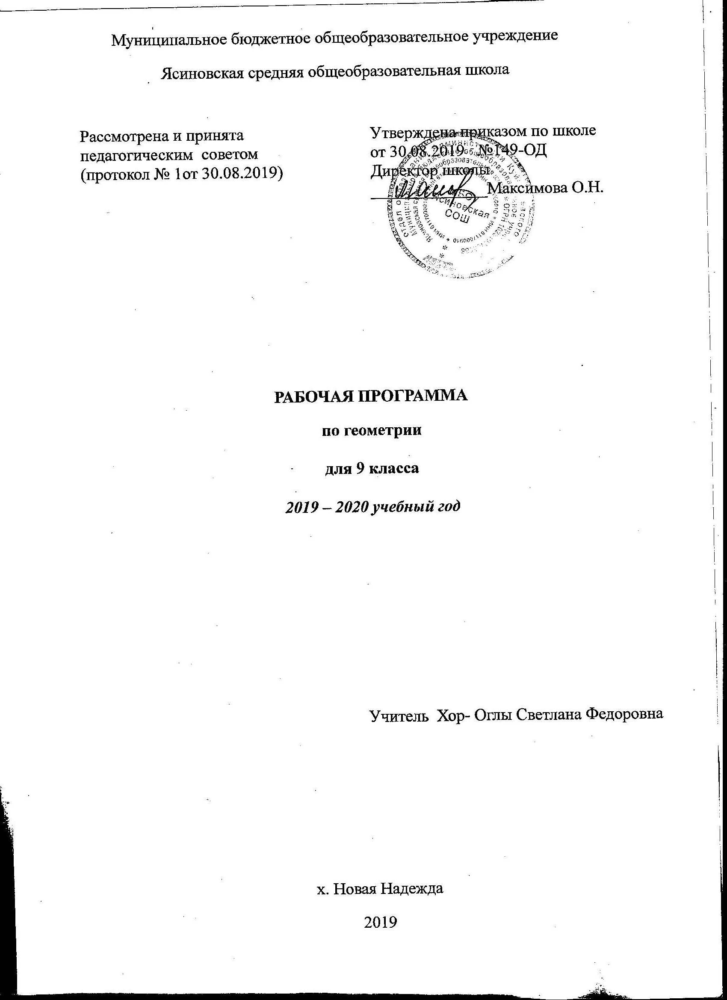 Муниципальное бюджетное общеобразовательное учреждение
Ясиновская средняя общеобразовательная школа
Рассмотрена и принята
педагогическим советом
(протокол № 1от 30.08.2019)
Утверждена приказом по школе
от 30.08.2019 №149-ОД
Директор школы
Максимова О.Н.
Ясиновская
СОШ
ИНН 6117000910
РАБОЧАЯ ПРОГРАММА
по геометрии
для 9 класса
2019 – 2020 учебный год
Учитель Хор- Оглы Светлана Федоровна
х. Новая Надежда
2019